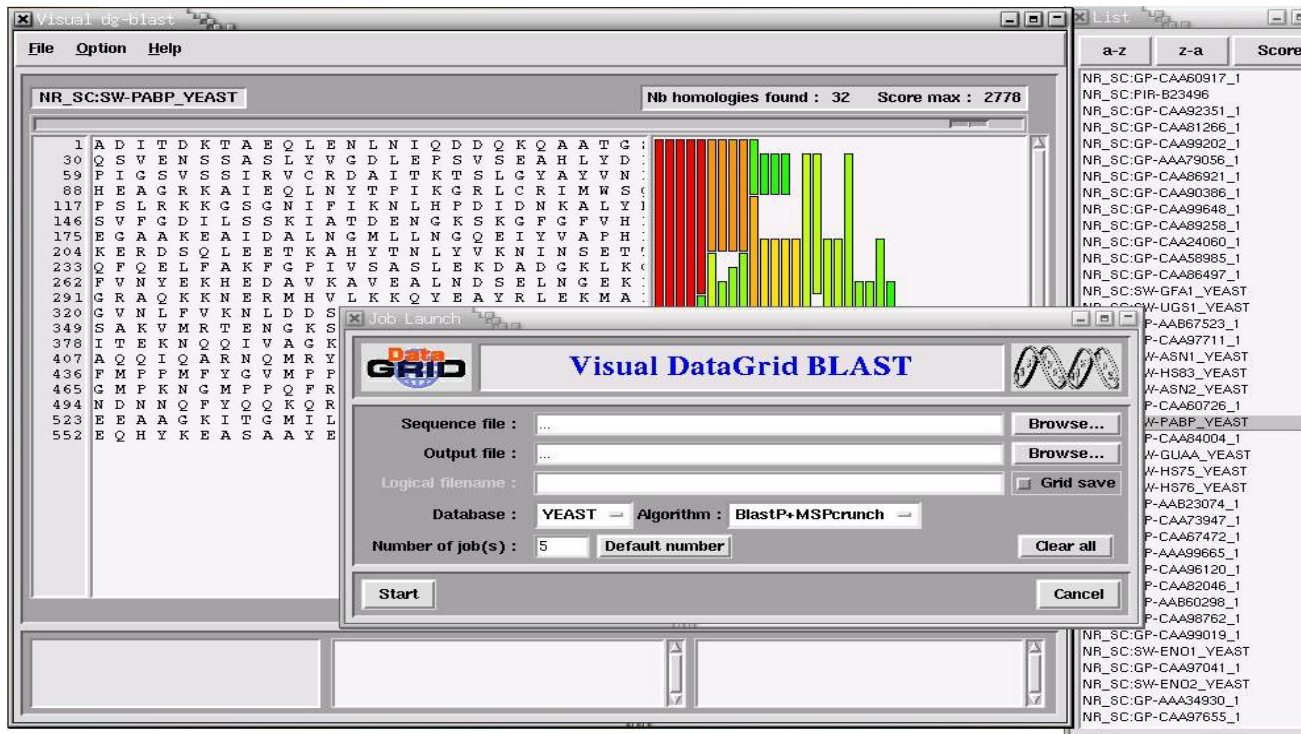 Visual dg-blast
File Option Help
NR_SC:SW-PABP_YEAST
Nb homologies found : 32 Score max : 2778
1 A D I T D K T A E Q L E N L N I Q D D Q K Q A A T G
30 Q S V E N S S A S L Y V G D L E P S V S E A H L Y D
59 P I G S V S S I R V C R D A I T K T S L G Y A Y V N
88 H E A G R K A I E Q L N Y T P I K G R L C R I M W S
117 P S L R K K G S G N I F I K N L H P D I D N K A L Y
146 S V F G D I L S S K I A T D E N G K S K G F G F V H
175 E G A A K E A I D A L N G M L L N G Q E I Y V A P H
204 K E R D S Q L E E T K A H Y T N L Y V K N I N S E T
233 Q F Q E L F A K F G P I V S A S L E K D A D G K L K
262 F V N Y E K H E D A V K A V E A L N D S E L N G E K
291 G R A Q K K N E R M H V L K K Q Y E A Y R L E K M A
320 G V N L F V K N L D D S
349 S A K V M R T E N G K S
378 I T E K N Q Q I V A G K
407 A Q Q I Q A R N Q M R Y
436 F M P P M F Y G V M P P
465 G M P K N G M P P Q F R
494 N D N N Q F Y Q Q K Q R
523 E E A A G K I T G M I L
552 E Q H Y K E A S A A Y E
Job Launch
Data
GRID
Visual DataGrid BLAST
Sequence file : ... Browse...
Output file : ... Browse...
Logical filename : Grid save
Database : YEAST Algorithm : BlastP+MSPcrunch
Number of job(s) : 5 Default number Clear all
Start Cancel
List
a-z z-a Score
NR_SC:GP-CAA60917_1
NR_SC:PIR-B23496
NR_SC:GP-CAA92351_1
NR_SC:GP-CAA81266_1
NR_SC:GP-CAA99202_1
NR_SC:GP-AAA79056_1
NR_SC:GP-CAA86921_1
NR_SC:GP-CAA90386_1
NR_SC:GP-CAA99648_1
NR_SC:GP-CAA89258_1
NR_SC:GP-CAA24060_1
NR_SC:GP-CAA58985_1
NR_SC:GP-CAA86497_1
NR_SC:SW-GFA1_YEAST
W-UGS1_YEAST
P-AAB67523_1
P-CAA97711_1
W-ASN1_YEAST
W-HS83_YEAST
W-ASN2_YEAST
P-CAA60726_1
W-PABP_YEAST
P-CAA84004_1
W-GUAA_YEAST
W-HS75_YEAST
W-HS76_YEAST
P-AAB23074_1
P-CAA73947_1
P-CAA67472_1
P-AAA99665_1
P-CAA96120_1
P-CAA82046_1
P-AAB60298_1
P-CAA98762_1
NR_SC:GP-CAA99019_1
NR_SC:SW-ENO1_YEAST
NR_SC:GP-CAA97041_1
NR_SC:SW-ENO2_YEAST
NR_SC:GP-AAA34930_1
NR_SC:GP-CAA97655_1